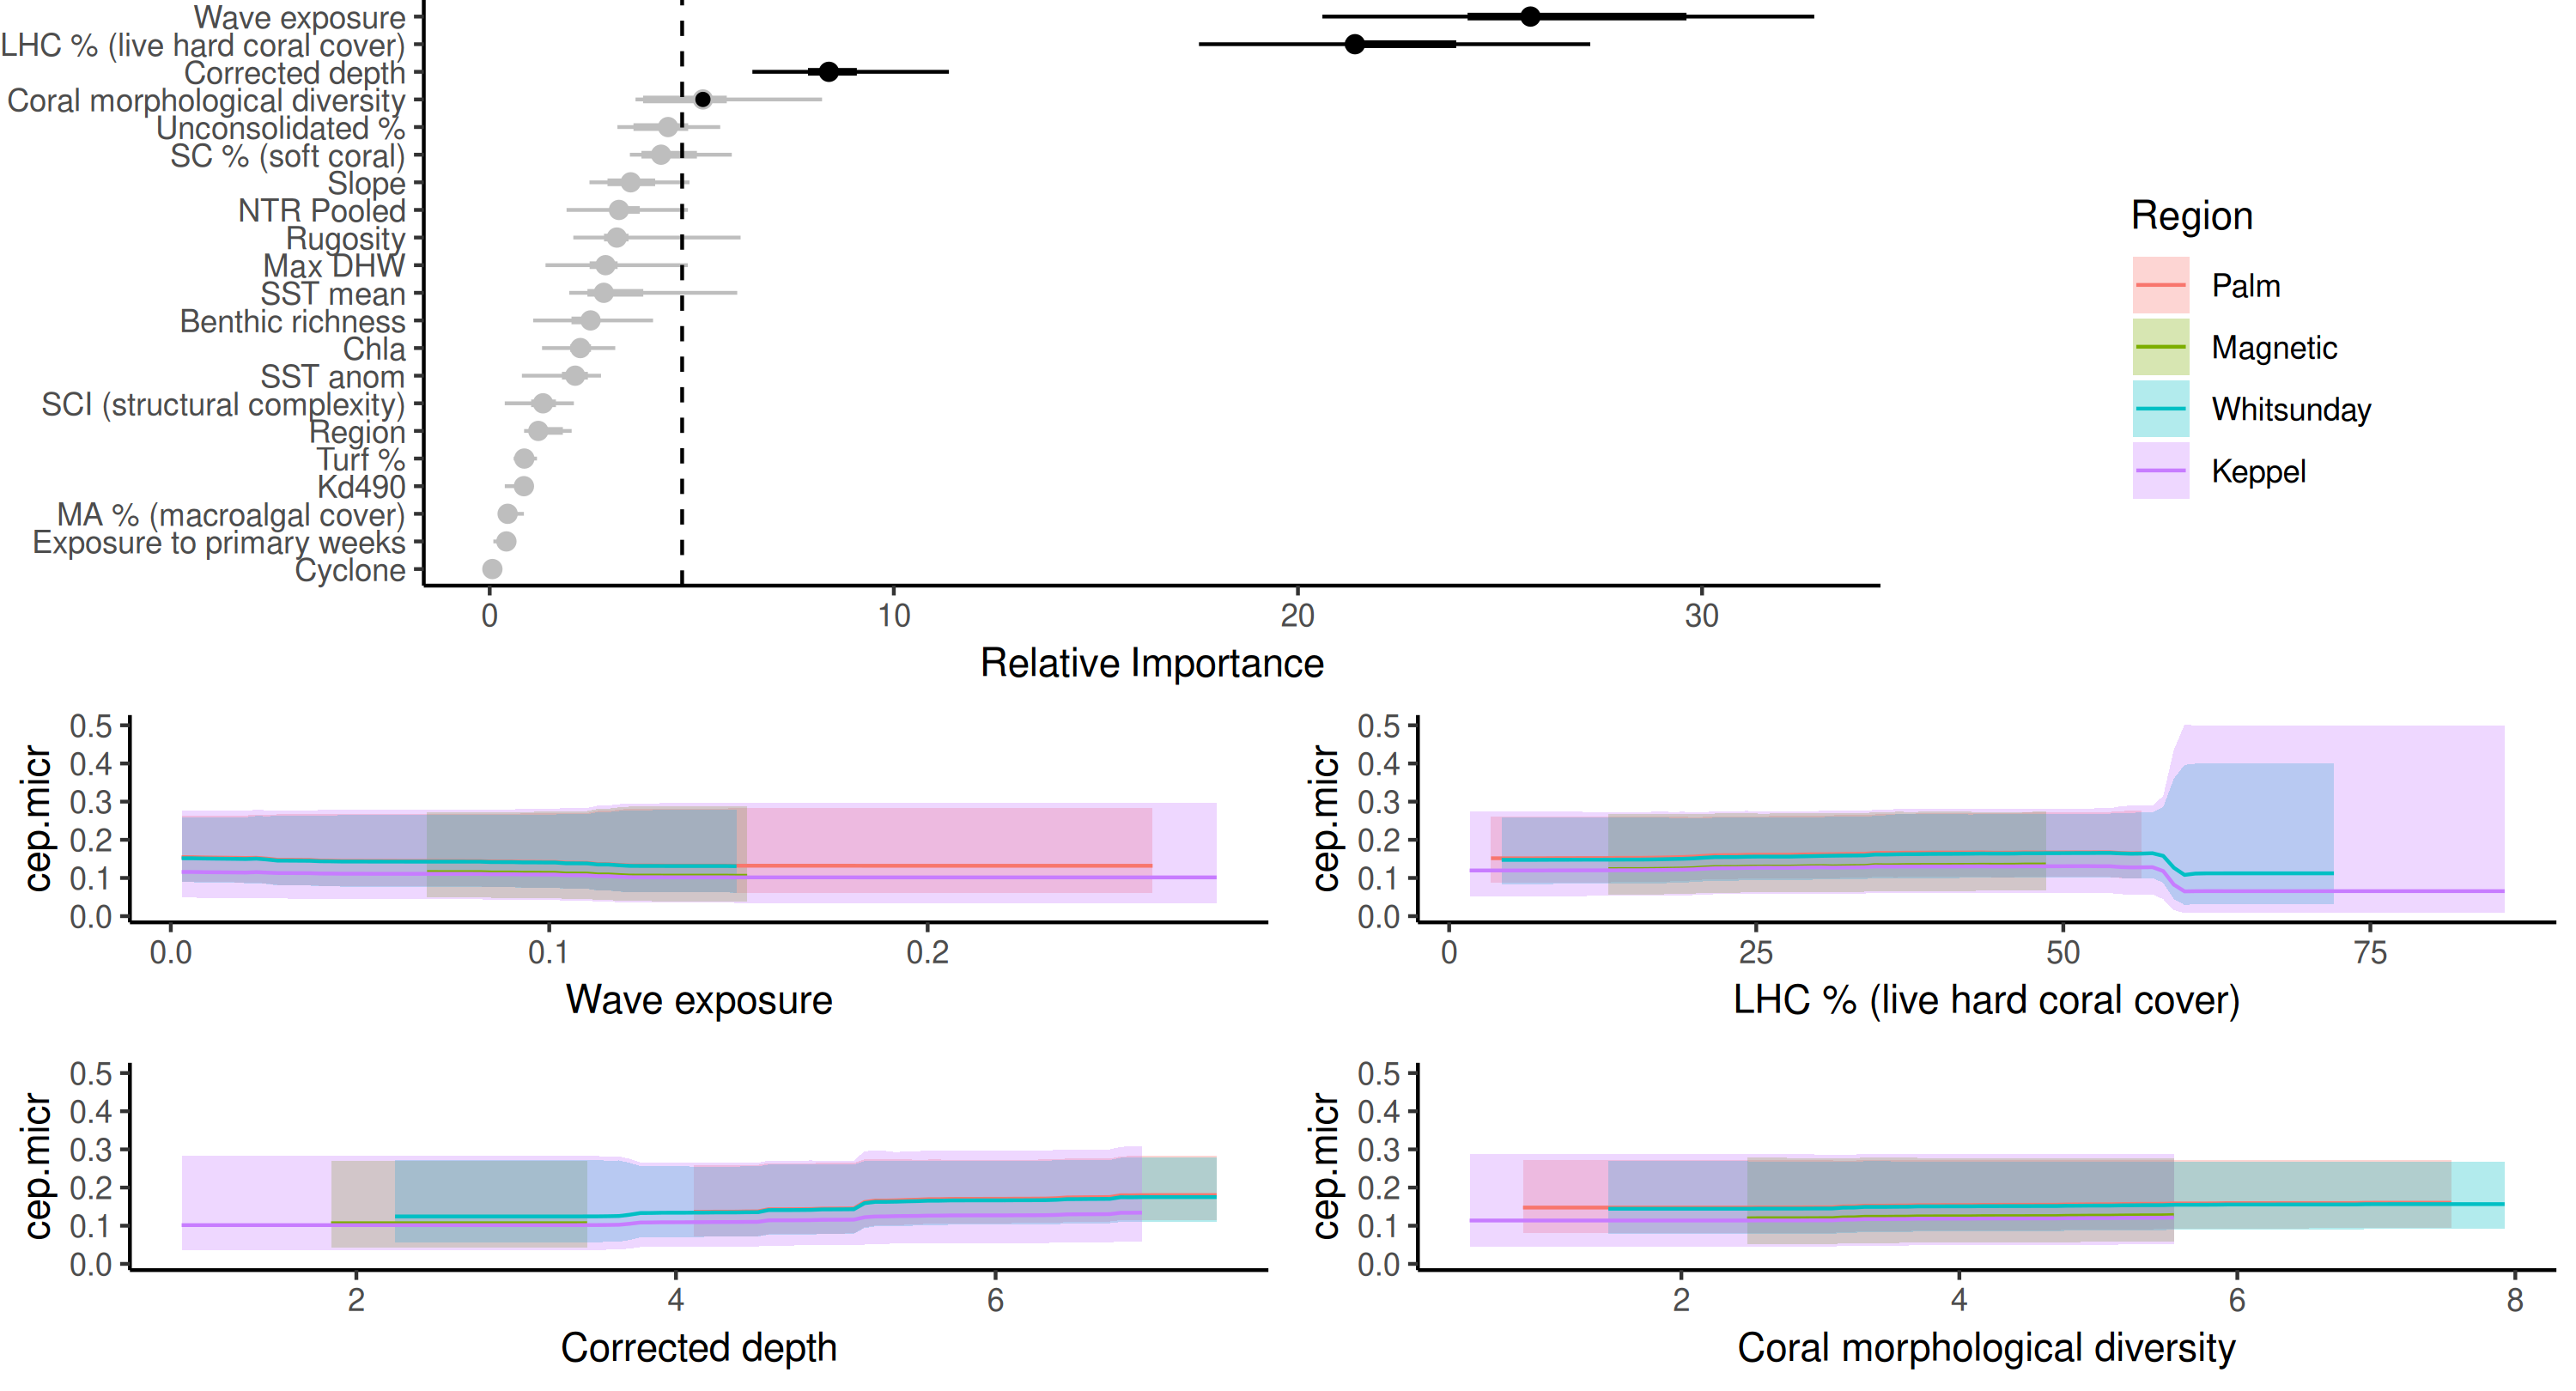 Wave exposure
LHC % (live hard coral cover)
Corrected depth
Coral morphological diversity
Unconsolidated %
SC % (soft coral)
Slope
NTR Pooled
Rugosity
Max DHW
SST mean
Benthic richness
Chla
SST anom
SCI (structural complexity)
Region
Turf %
Kd490
MA % (macroalgal cover)
Exposure to primary weeks
Cyclone
0 10 20 30
Relative Importance
Region
Palm
Magnetic
Whitsunday
Keppel
cep.micr
0.5
0.4
0.3
0.2
0.1
0.0
0.0 0.1 0.2
Wave exposure
cep.micr
0.5
0.4
0.3
0.2
0.1
0.0
0 25 50 75
LHC % (live hard coral cover)
cep.micr
0.5
0.4
0.3
0.2
0.1
0.0
2 4 6
Corrected depth
cep.micr
0.5
0.4
0.3
0.2
0.1
0.0
2 4 6 8
Coral morphological diversity